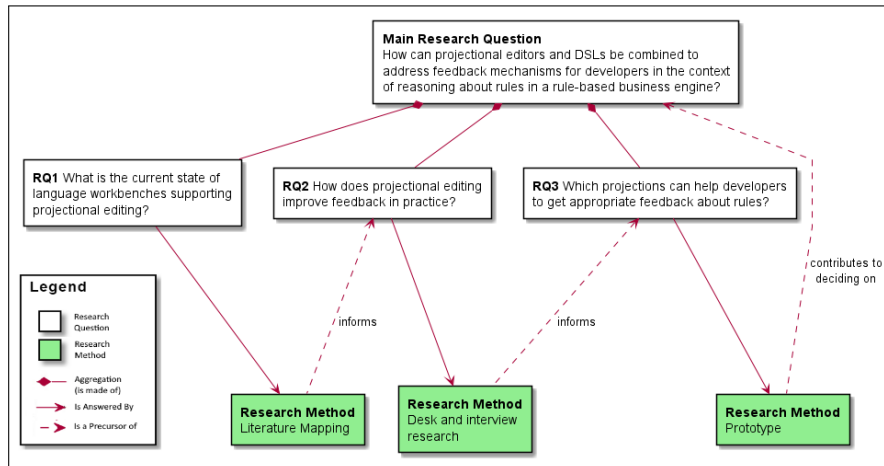 Main Research Question
How can projectional editors and DSLs be combined to
address feedback mechanisms for developers in the context
of reasoning about rules in a rule-based business engine?
RQ1 What is the current state of
language workbenches supporting
projectional editing?
RQ2 How does projectional editing
improve feedback in practice?
RQ3 Which projections can help developers
to get appropriate feedback about rules?
contributes to
deciding on
informs
informs
Legend
Research
Question
Research
Method
Aggregation
(is made of)
Is Answered By
Is a Precursor of
Research Method
Literature Mapping
Research Method
Desk and interview
research
Research Method
Prototype